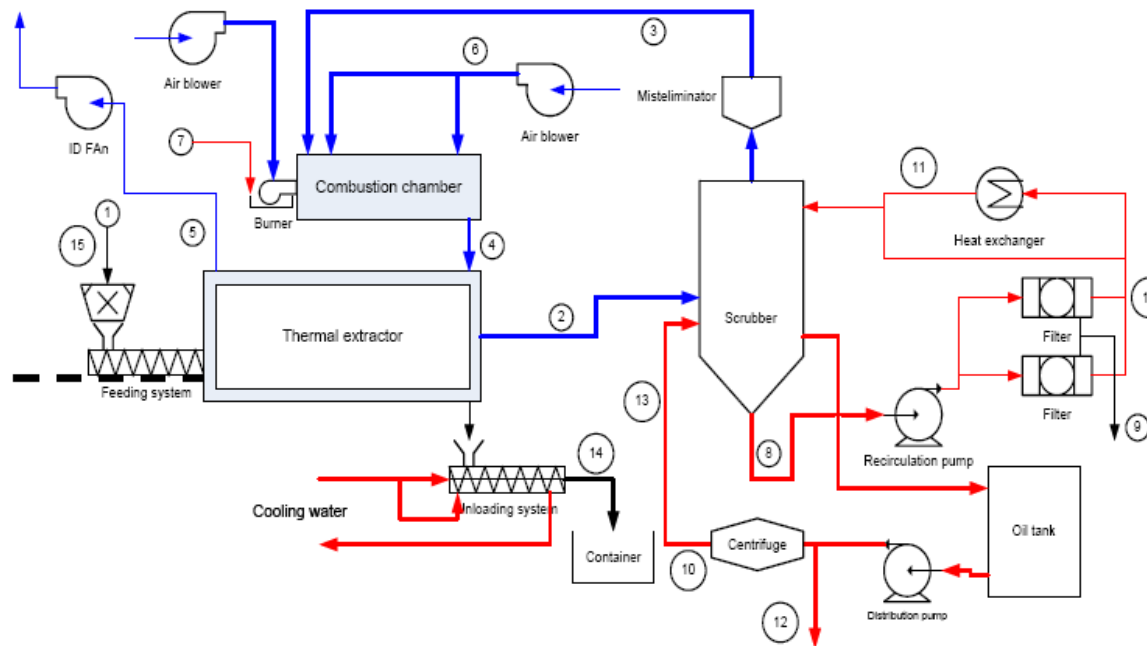 3
6
Air blower
Misteliminator
Air blower
ID FAn
7
Combustion chamber
11
Burner
Heat exchanger
1
15
5
4
2
Thermal extractor
Scrubber
1
Filter
Feeding system
13
Filter
9
14
8
Recirculation pump
Cooling water
Unloading system
Container
Centrifuge
Oil tank
10
12
Distribution pump